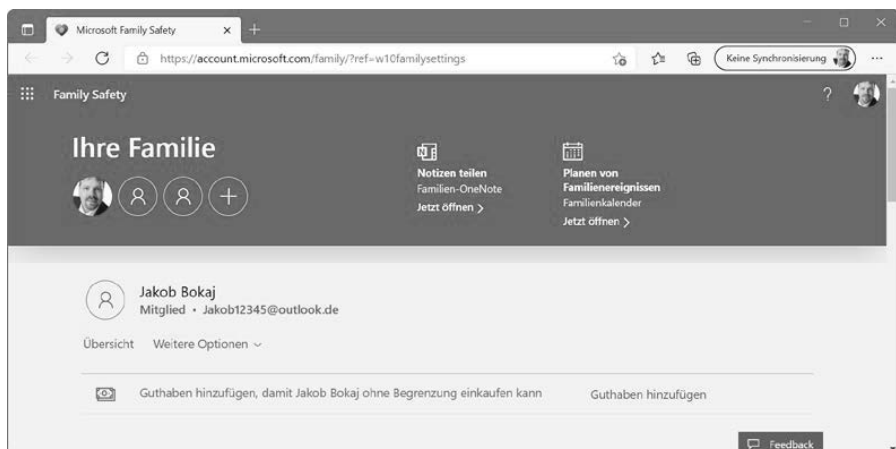 Microsoft Family Safety
https://account.microsoft.com/family/?ref=w10familysettings
Keine Synchronisierung
Family Safety
?
Ihre Familie
Notizen teilen
Familien-OneNote
Jetzt öffnen >
Planen von
Familienereignissen
Familienkalender
Jetzt öffnen >
Jakob Bokaj
Mitglied • Jakob12345@outlook.de
Übersicht Weitere Optionen
Guthaben hinzufügen, damit Jakob Bokaj ohne Begrenzung einkaufen kann Guthaben hinzufügen
Feedback